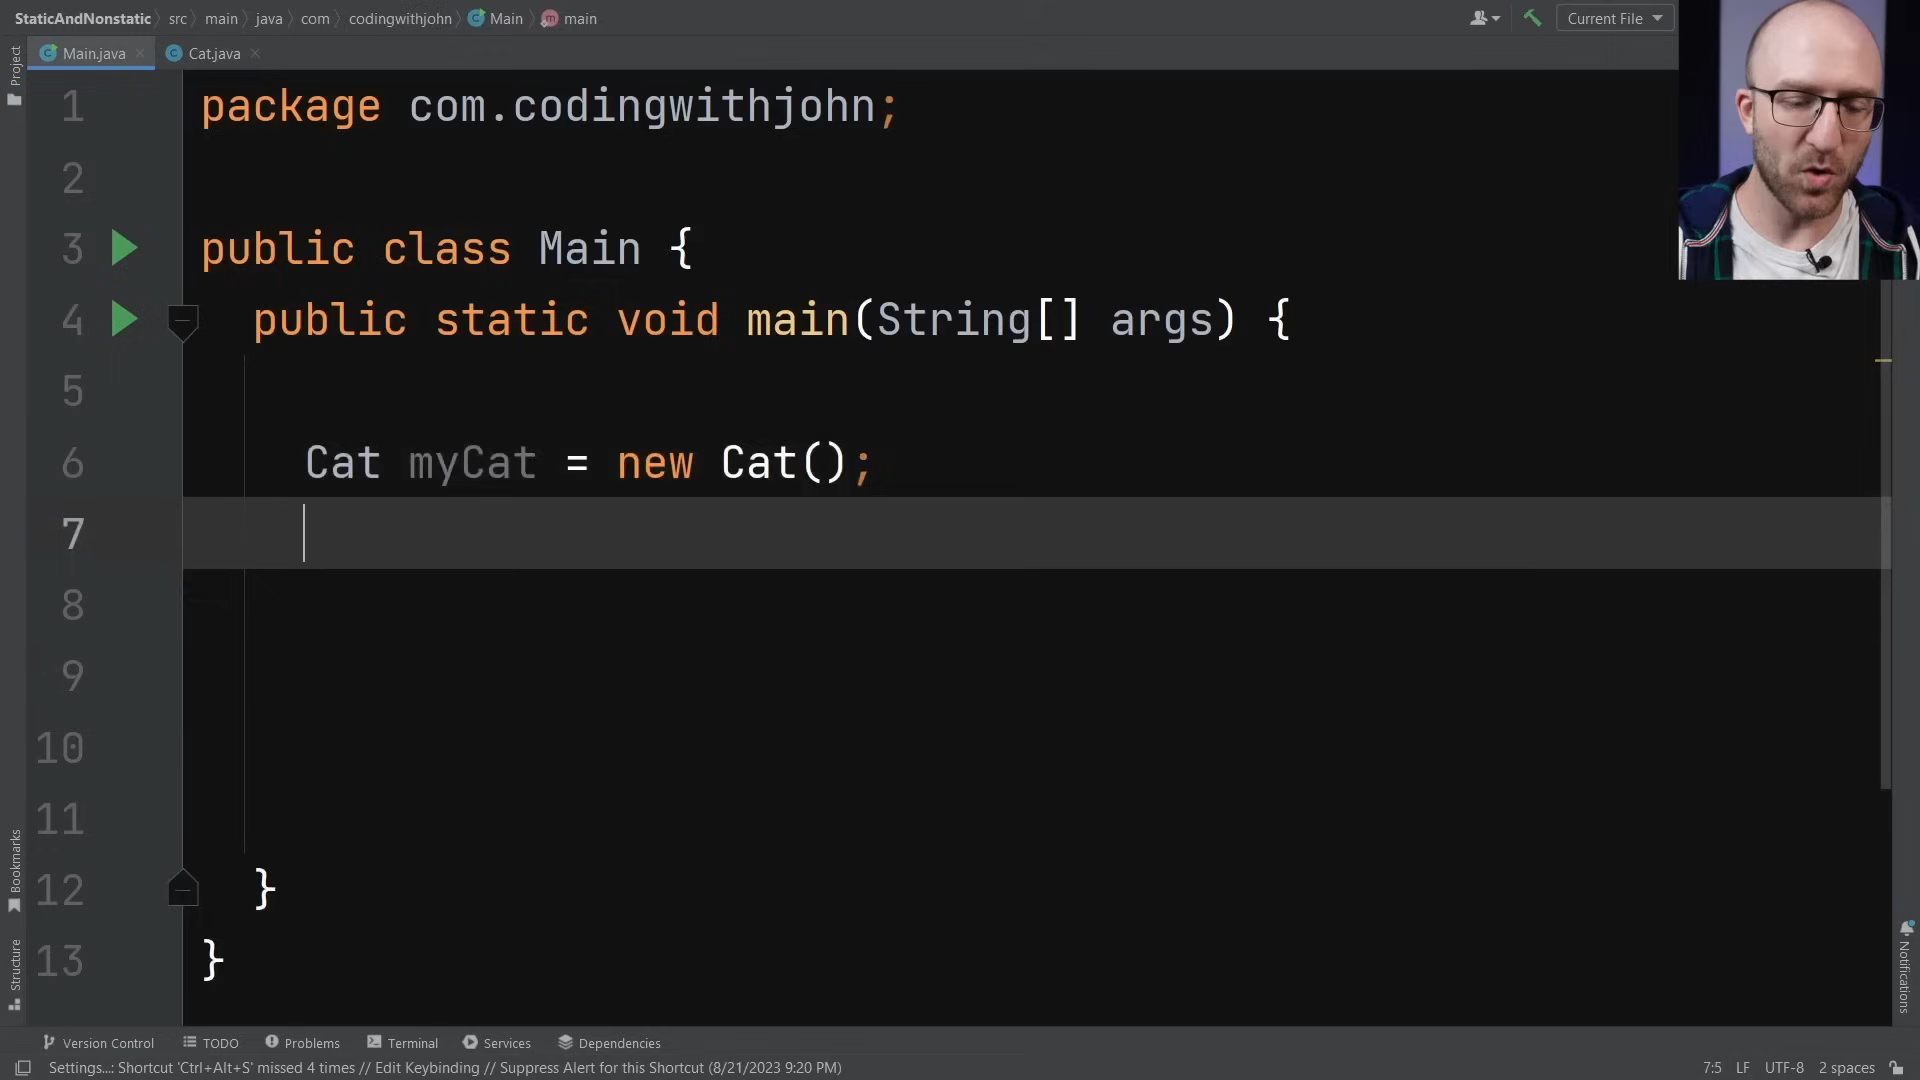 StaticAndNonstatic src main java com codingwithjohn Main main
Current File
Main.java Cat.java
Project
1 package com.codingwithjohn;
2
3 public class Main {
4 public static void main(String[] args) {
5
6 Cat myCat = new Cat();
7
8
9
10
11
12 }
13 }
Bookmarks
Structure
Notifications
Version Control TODO Problems Terminal Services Dependencies
Settings...: Shortcut 'Ctrl+Alt+S' missed 4 times // Edit Keybinding // Suppress Alert for this Shortcut (8/21/2023 9:20 PM) 7:5 LF UTF-8 2 spaces